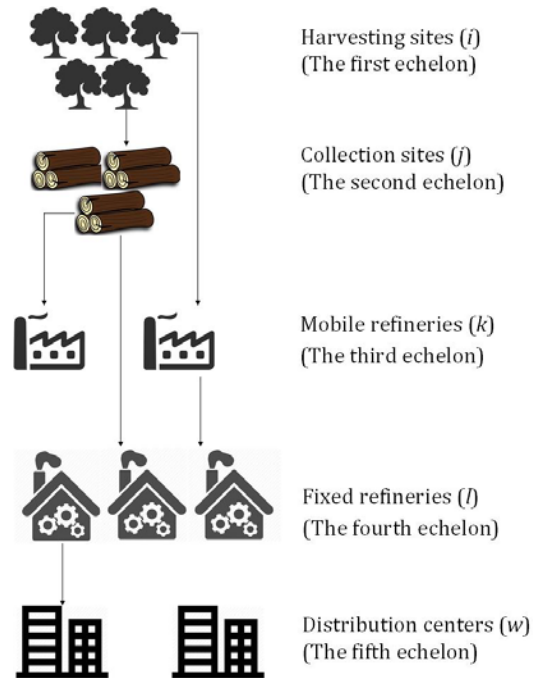 Harvesting sites (i)
(The first echelon)
Collection sites (j)
(The second echelon)
Mobile refineries (k)
(The third echelon)
Fixed refineries (l)
(The fourth echelon)
Distribution centers (w)
(The fifth echelon)